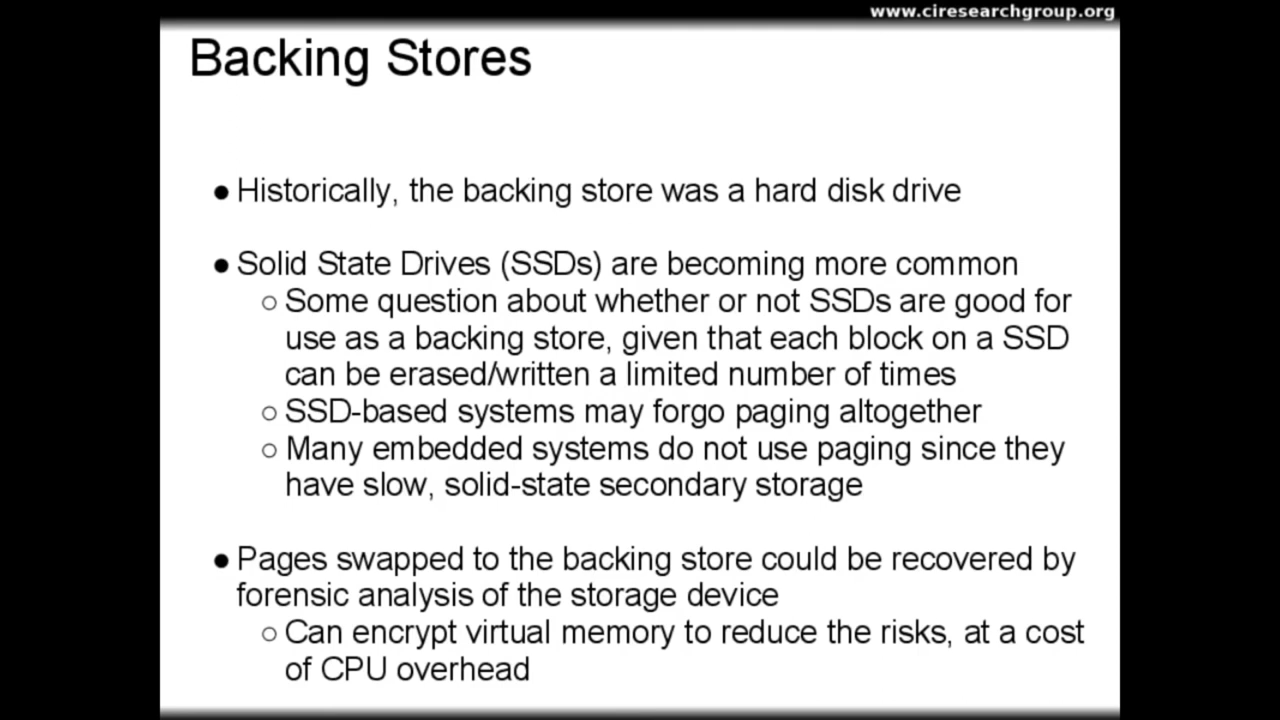 www.ciresearchgroup.org
Backing Stores
● Historically, the backing store was a hard disk drive
● Solid State Drives (SSDs) are becoming more common
○ Some question about whether or not SSDs are good for
use as a backing store, given that each block on a SSD
can be erased/written a limited number of times
○ SSD-based systems may forgo paging altogether
○ Many embedded systems do not use paging since they
have slow, solid-state secondary storage
● Pages swapped to the backing store could be recovered by
forensic analysis of the storage device
○ Can encrypt virtual memory to reduce the risks, at a cost
of CPU overhead